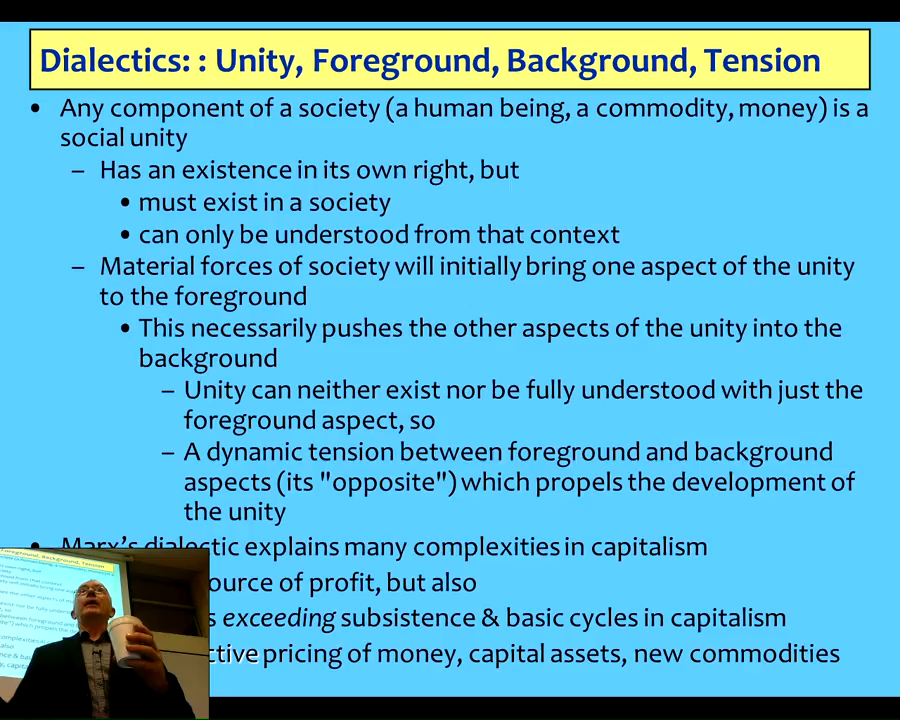 Dialectics: : Unity, Foreground, Background, Tension
• Any component of a society (a human being, a commodity, money) is a
social unity
– Has an existence in its own right, but
• must exist in a society
• can only be understood from that context
– Material forces of society will initially bring one aspect of the unity
to the foreground
• This necessarily pushes the other aspects of the unity into the
background
– Unity can neither exist nor be fully understood with just the
foreground aspect, so
– A dynamic tension between foreground and background
aspects (its "opposite") which propels the development of
the unity
• Marx's dialectic explains many complexities in capitalism
of profit, but also
exceeding subsistence & basic cycles in capitalism
pricing of money, capital assets, new commodities